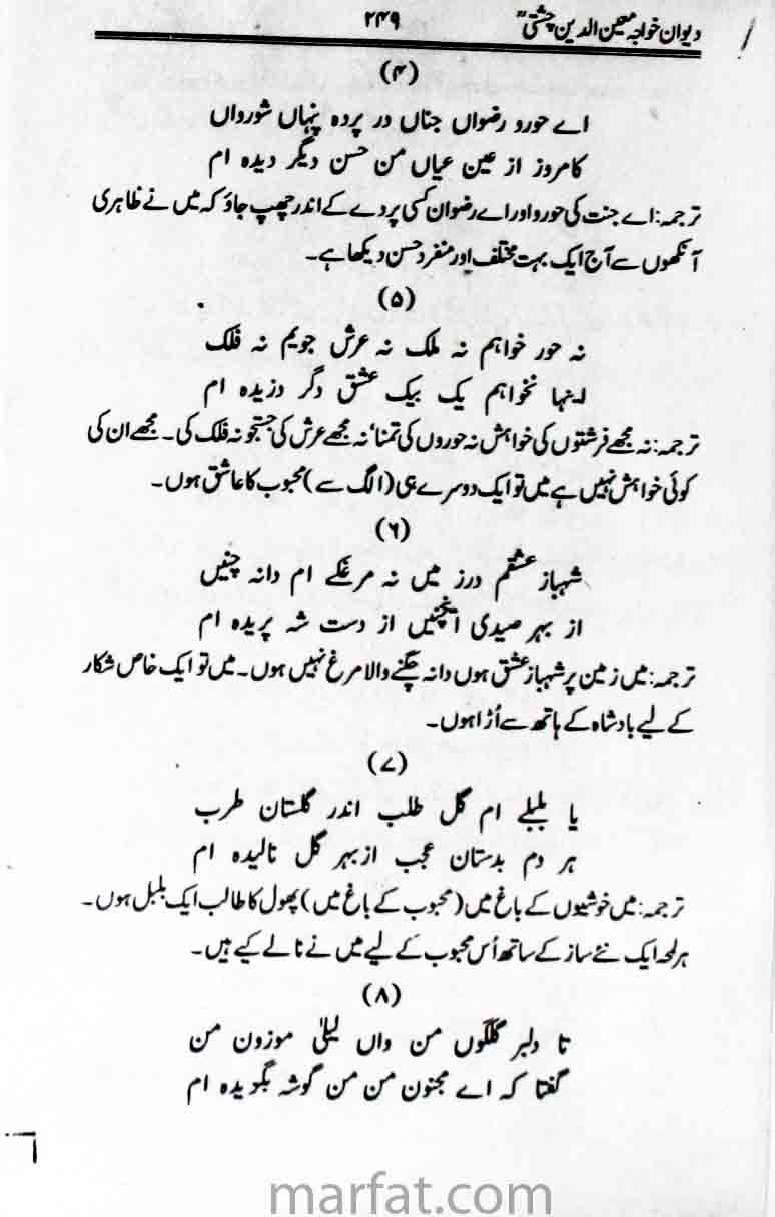 دیوان خواجہ معین الدین چشتیؒ ۲۴۹
(۴)
اے حورو رضواں جناں در پردہ پنہاں شورواں
کامروز از عین عیاں من حسن دیگر دیدہ ام
ترجمہ: اے جنت کی حورو اور اے رضوان کسی پردے کے اندر چھپ جاؤ کہ میں نے ظاہری
آنکھوں سے آج ایک بہت مختلف اور منفرد حسن دیکھا ہے۔
(۵)
نہ حور خواہم نہ ملک نہ عرش جویم نہ فلک
اینہا نخواہم یک بیک عشق دگر دزیدہ ام
ترجمہ: نہ مجھے فرشتوں کی خواہش نہ حوروں کی تمنا‘ نہ مجھے عرش کی جستجو نہ فلک کی۔ مجھے ان کی
کوئی خواہش نہیں ہے میں تو ایک دوسرے ہی (الگ سے) محبوب کا عاشق ہوں۔
(۶)
شہباز عشقم درز میں نہ مرغکے ام دانہ چنیں
از بہر صیدی اینچنیں از دست شہ پریدہ ام
ترجمہ: میں زمین پر شہباز عشق ہوں دانہ چگنے والا مرغ نہیں ہوں۔ میں تو ایک خاص شکار
کے لیے بادشاہ کے ہاتھ سے اُڑا ہوں۔
(۷)
یا بلبلے ام گل طلب اندر گلستان طرب
ہر دم بدستان عجب ازبہر گل نالیدہ ام
ترجمہ: میں خوشیوں کے باغ میں (محبوب کے باغ میں) پھول کا طالب ایک بلبل ہوں۔
ہر لمحہ ایک نئے ساز کے ساتھ اُس محبوب کے لیے میں نے نالے کیے ہیں۔
(۸)
تا دلبر گلگوں من واں لیلیٰ موزون من
گفتا کہ اے مجنون من من گوشہ بگویدہ ام
marfat.com